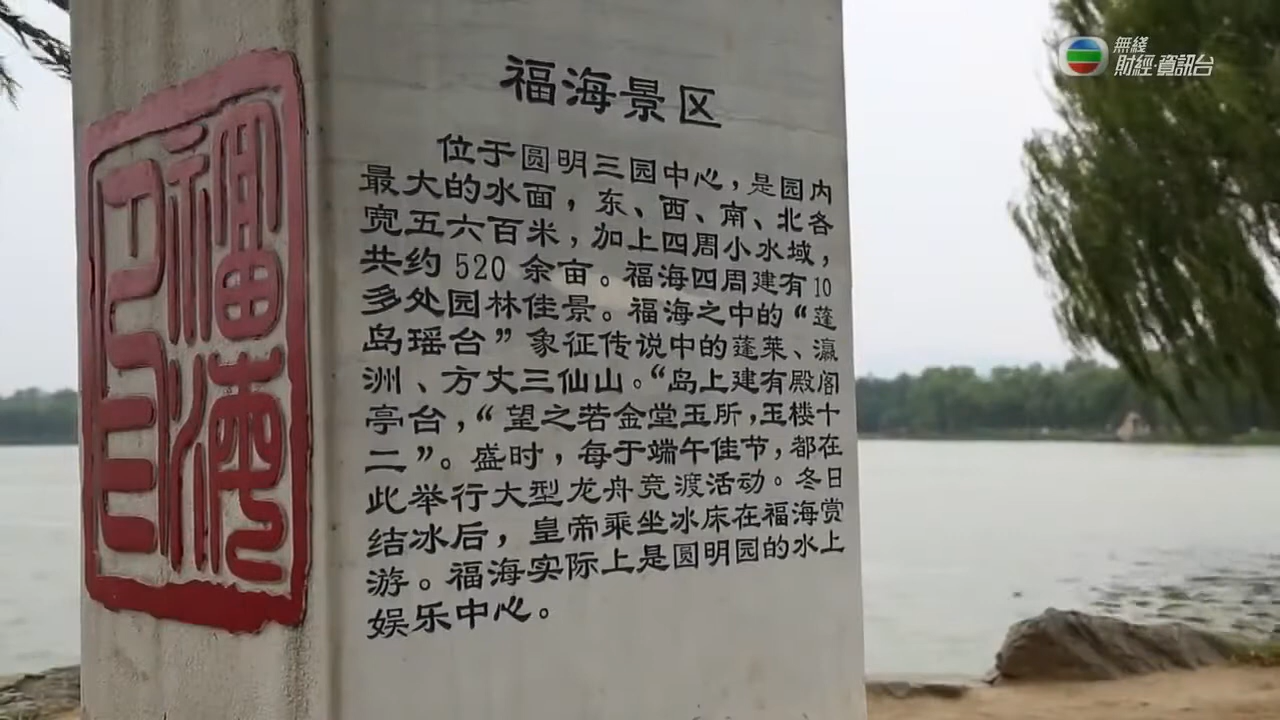 無綫
財經·資訊台
福海
福海景区
位于圆明三园中心，是园内
最大的水面，东、西、南、北各
宽五六百米，加上四周小水域，
共约 520 余亩。福海四周建有10
多处园林佳景。福海之中的“蓬
岛瑶台”象征传说中的蓬莱、瀛
洲、方丈三仙山。“岛上建有殿阁
亭台，“望之若金堂玉所，玉楼十
二”。盛时，每于端午佳节，都在
此举行大型龙舟竞渡活动。冬日
结冰后，皇帝乘坐冰床在福海赏
游。福海实际上是圆明园的水上
娱乐中心。